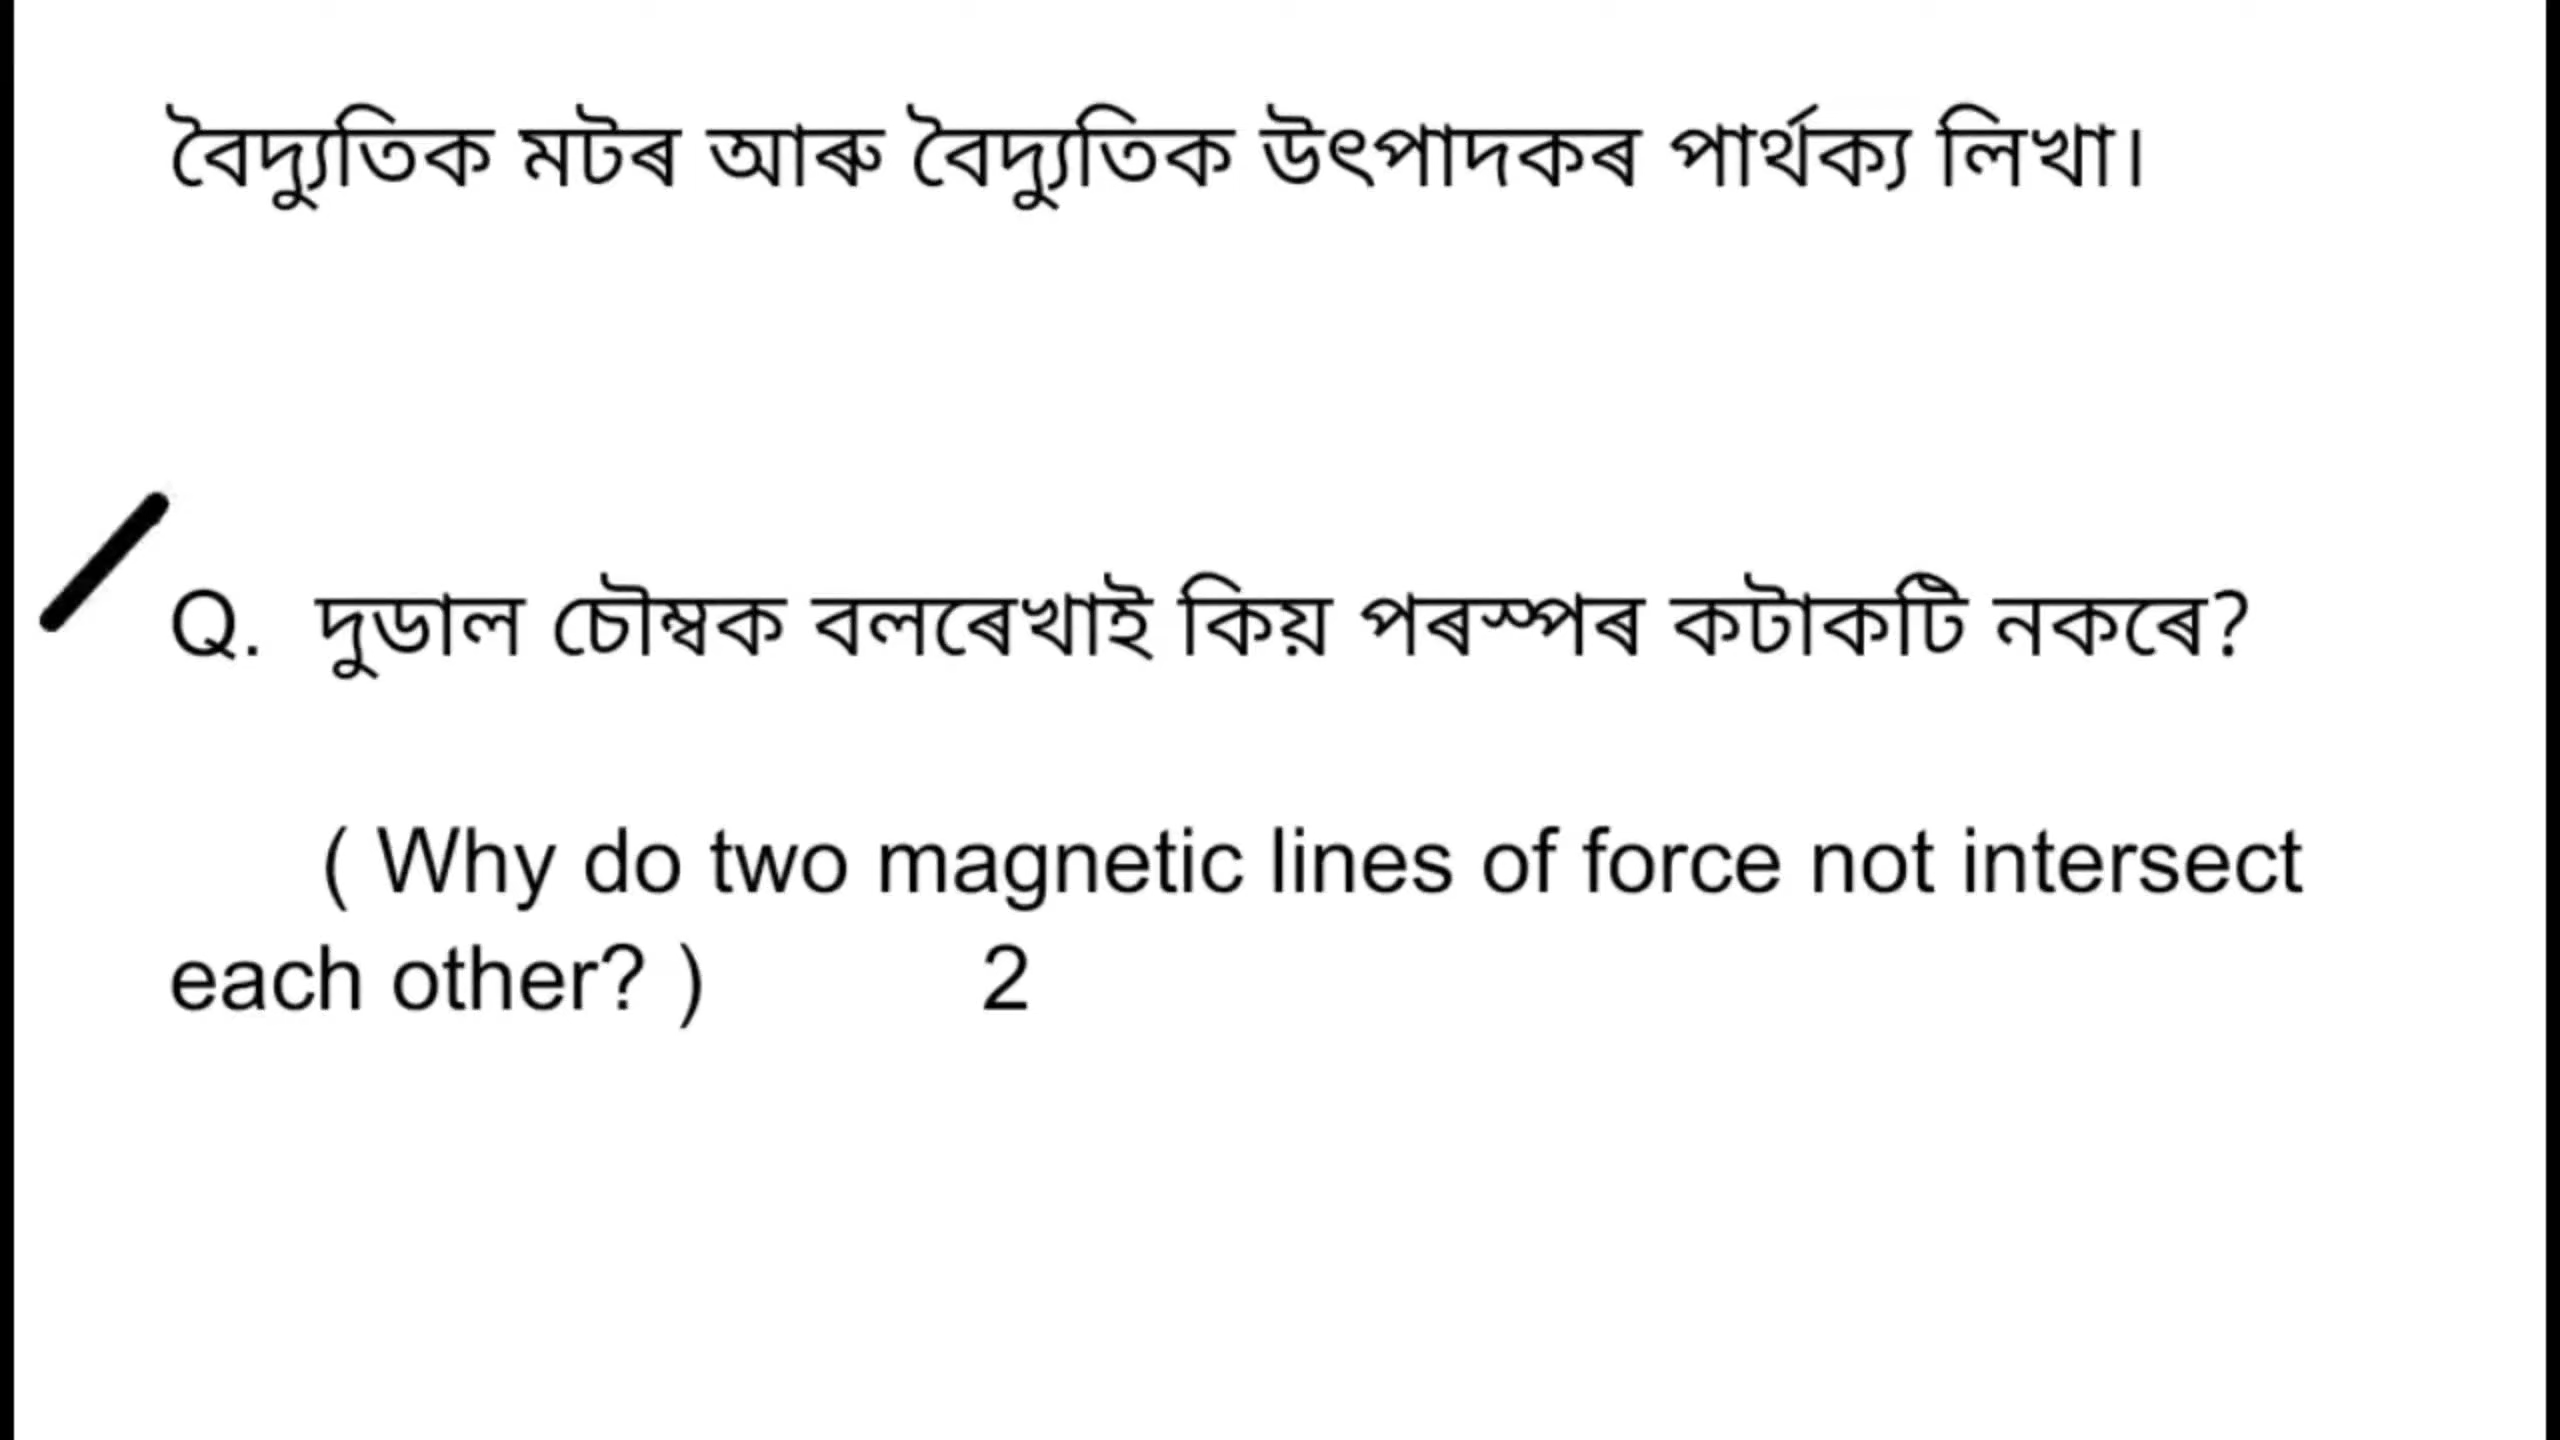 বৈদ্যুতিক মটৰ আৰু বৈদ্যুতিক উৎপাদকৰ পাৰ্থক্য লিখা।
Q. দুডাল চৌম্বক বলৰেখাই কিয় পৰস্পৰ কটাকটি নকৰে?
( Why do two magnetic lines of force not intersect
each other? ) 2